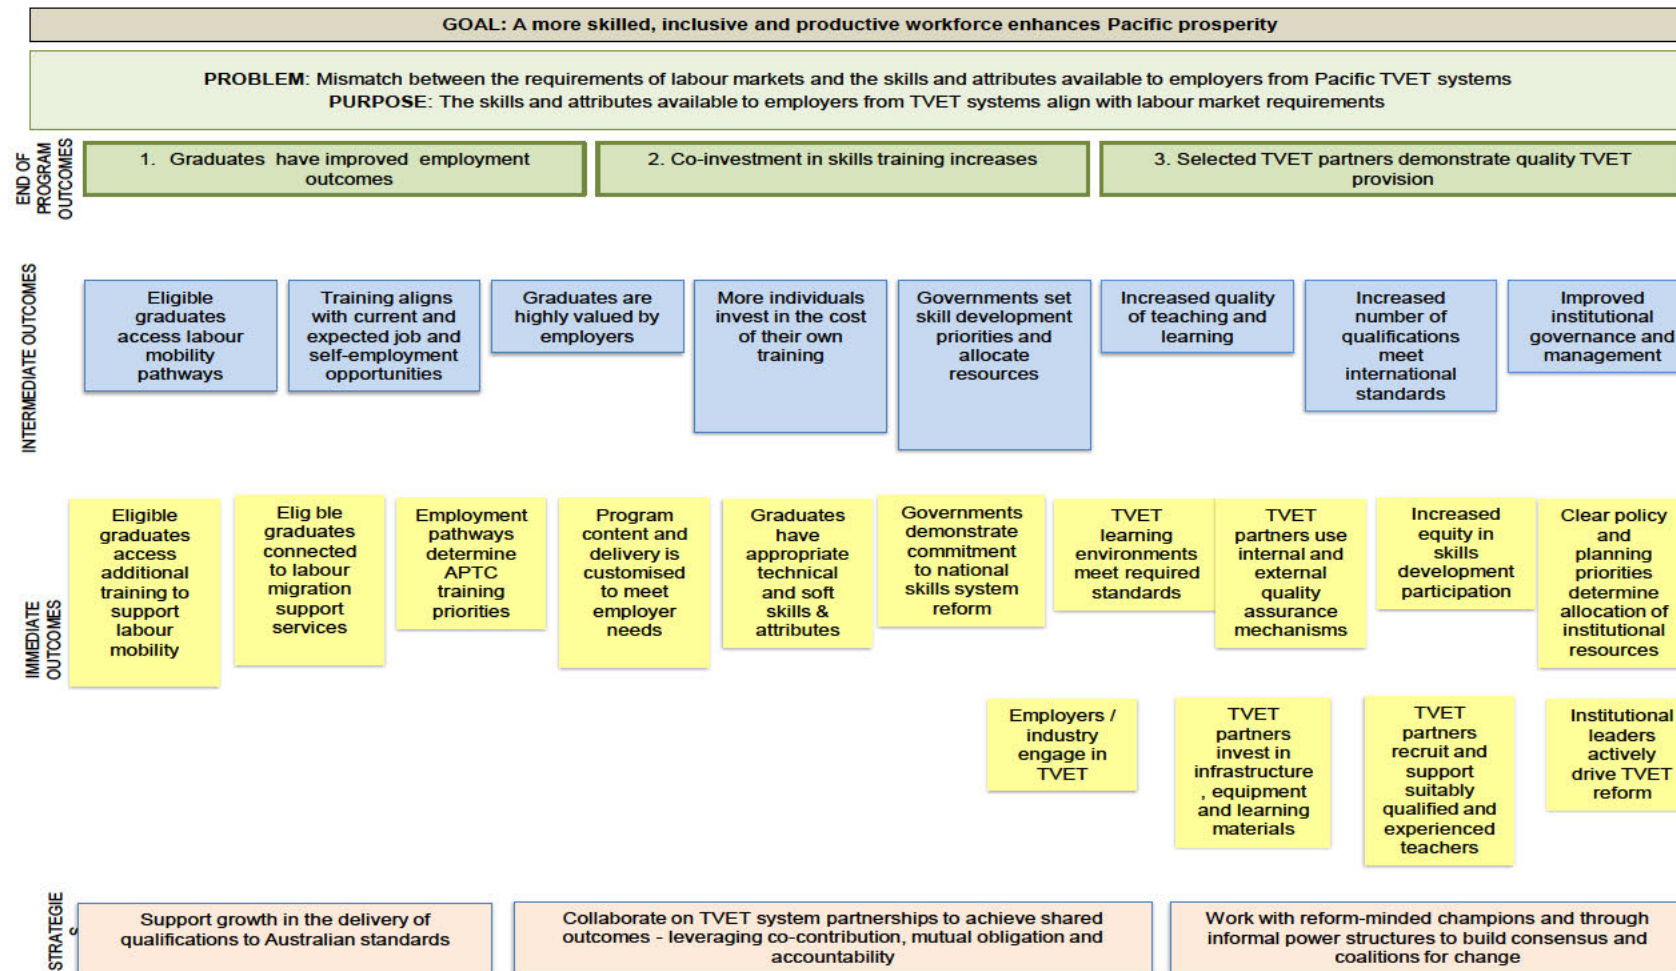 GOAL: A more skilled, inclusive and productive workforce enhances Pacific prosperity
PROBLEM: Mismatch between the requirements of labour markets and the skills and attributes available to employers from Pacific TVET systems
PURPOSE: The skills and attributes available to employers from TVET systems align with labour market requirements
END OF
PROGRAM
OUTCOMES
1. Graduates have improved employment
outcomes
2. Co-investment in skills training increases
3. Selected TVET partners demonstrate quality TVET
provision
INTERMEDIATE OUTCOMES
Eligible
graduates
access labour
mobility
pathways
Training aligns
with current and
expected job and
self-employment
opportunities
Graduates are
highly valued by
employers
More individuals
invest in the cost
of their own
training
Governments set
skill development
priorities and
allocate
resources
Increased quality
of teaching and
learning
Increased
number of
qualifications
meet
international
standards
Improved
institutional
governance and
management
IMMEDIATE
OUTCOMES
Eligible
graduates
access
additional
training to
support
labour
mobility
Elig ble
graduates
connected
to labour
migration
support
services
Employment
pathways
determine
APTC
training
priorities
Program
content and
delivery is
customised
to meet
employer
needs
Graduates
have
appropriate
technical
and soft
skills &
attributes
Governments
demonstrate
commitment
to national
skills system
reform
TVET
learning
environments
meet required
standards
TVET
partners use
internal and
external
quality
assurance
mechanisms
Increased
equity in
skills
development
participation
Clear policy
and
planning
priorities
determine
allocation of
institutional
resources
Employers /
industry
engage in
TVET
TVET
partners
invest in
infrastructure
, equipment
and learning
materials
TVET
partners
recruit and
support
suitably
qualified and
experienced
teachers
Institutional
leaders
actively
drive TVET
reform
STRATEGIE
S
Support growth in the delivery of
qualifications to Australian standards
Collaborate on TVET system partnerships to achieve shared
outcomes - leveraging co-contribution, mutual obligation and
accountability
Work with reform-minded champions and through
informal power structures to build consensus and
coalitions for change